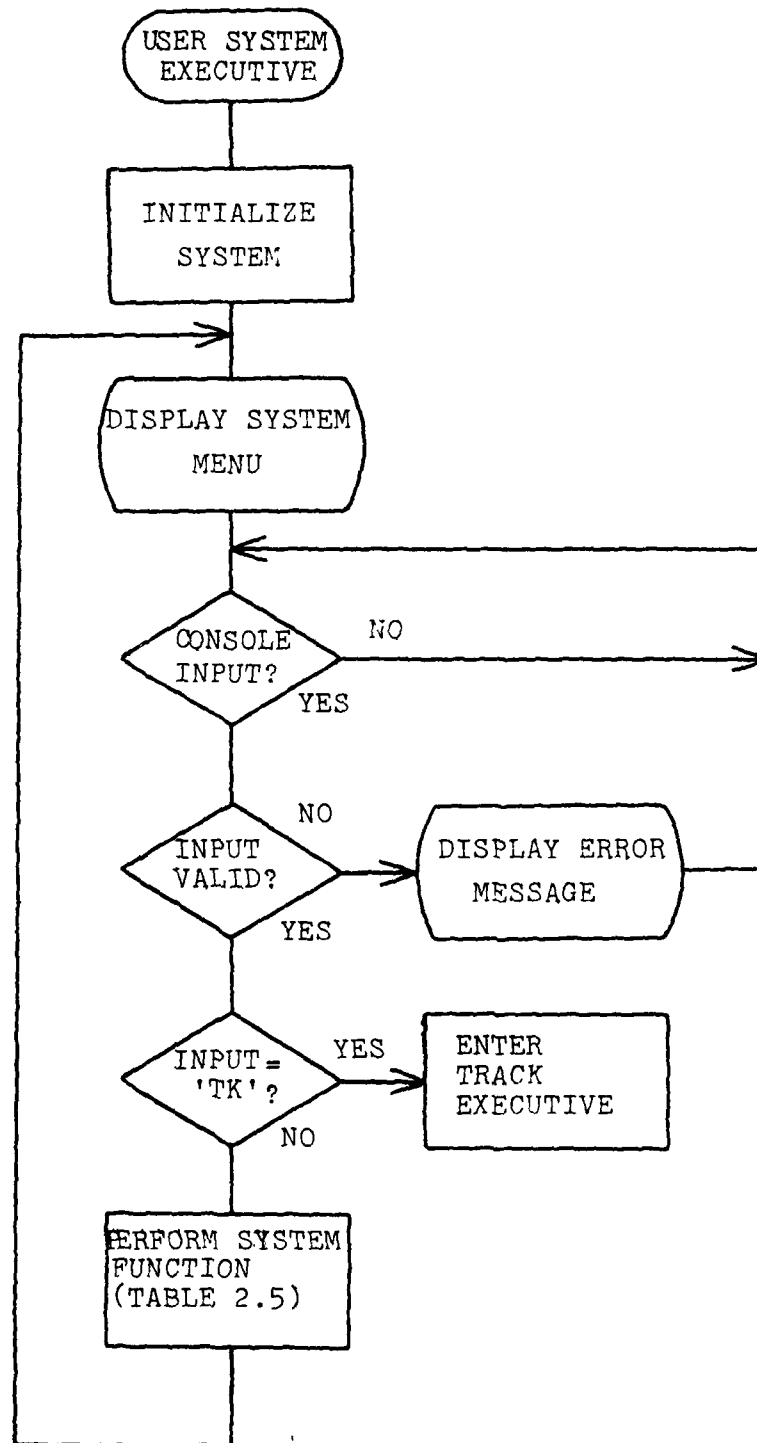 USER SYSTEM
EXECUTIVE
INITIALIZE
SYSTEM
DISPLAY SYSTEM
MENU
CONSOLE
INPUT?
NO
YES
INPUT
VALID?
NO
YES
DISPLAY ERROR
MESSAGE
INPUT=
'TK'?
YES
NO
ENTER
TRACK
EXECUTIVE
PERFORM SYSTEM
FUNCTION
(TABLE 2.5)